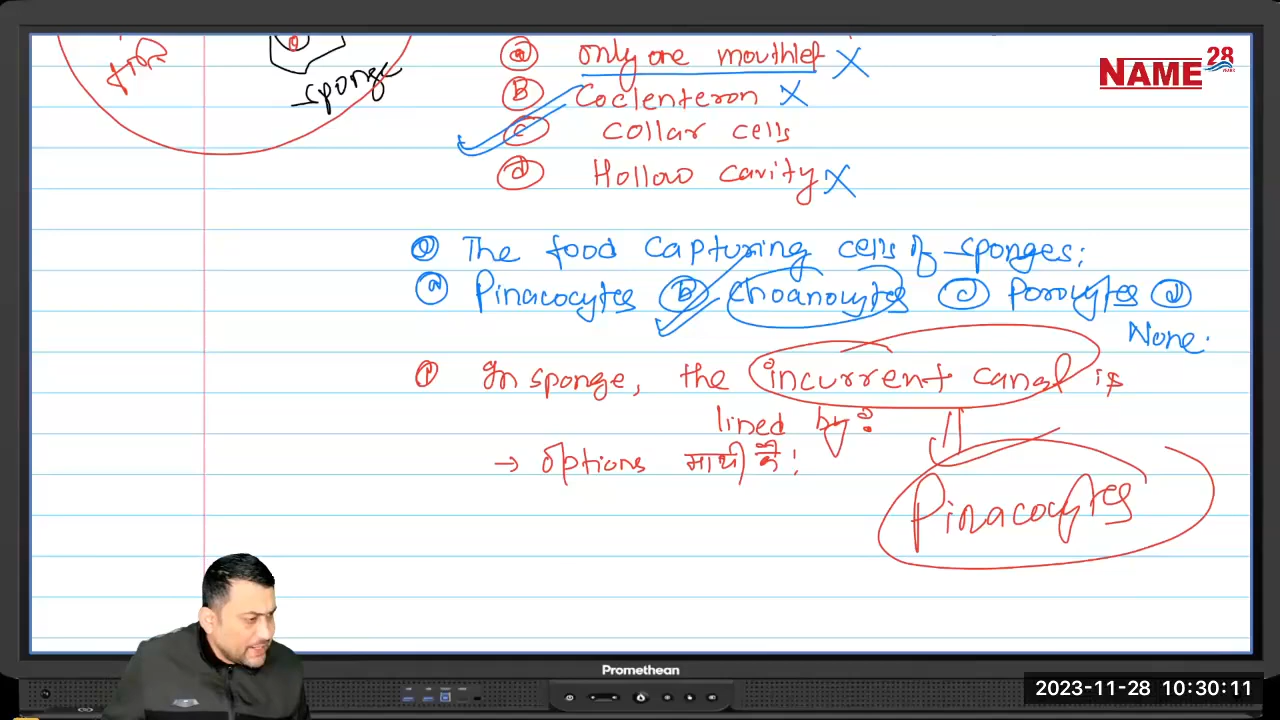 sponge
NAME 28
(a) only one mouthlet X
(B) Coclenteron X
(c) Collar cells
(d) Hollow cavity X
The food capturing cells of sponges;
(a) Pinacocytes (B) choanocytes (c) Porocytes (d)
None.
In sponge, the incurrent canal is
lined by?
→ Options माथी नै !
Pinacocytes
Promethean
2023-11-28 10:30:11